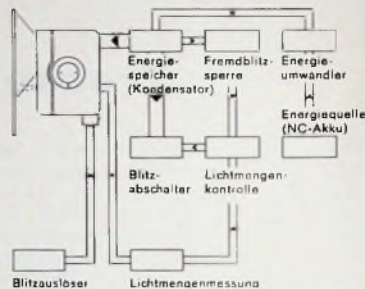 Energie-
speicher
(Kondensator)
Fremdblitz-
sperre
Energie-
umwandler
Energiequelle
(NC-Akku)
Blitz-
abschalter
Lichtmengen-
kontrolle
Blitzauslöser
Lichtmengenmessung